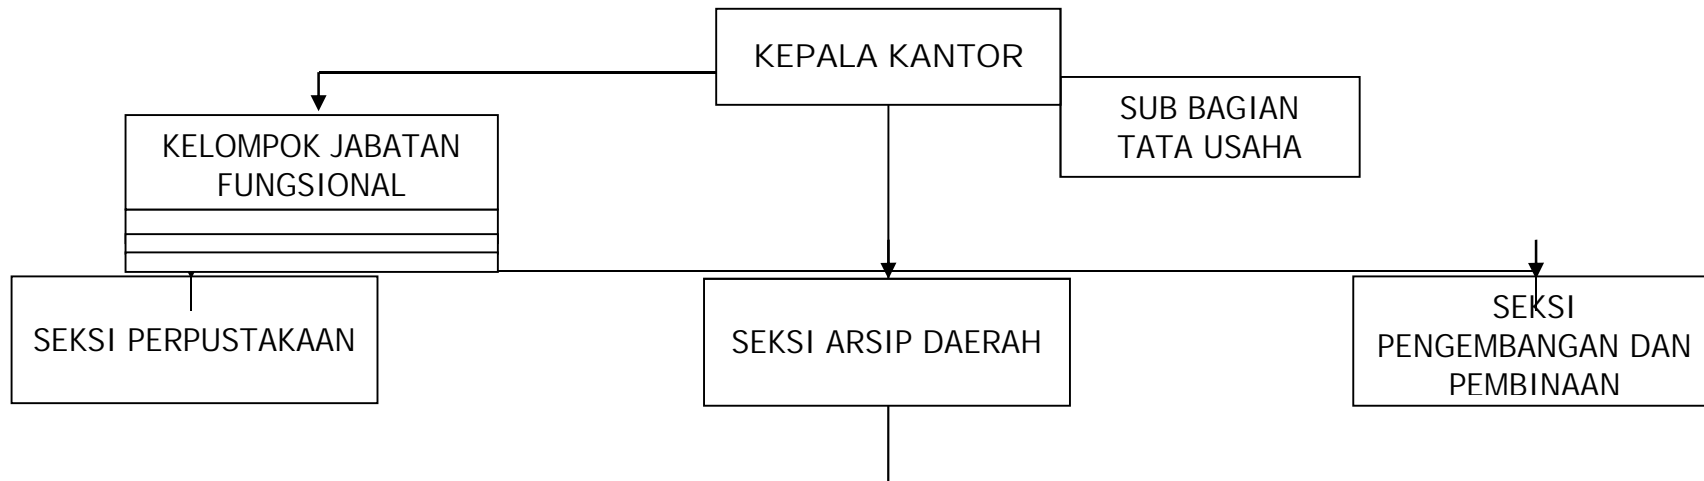 KEPALA KANTOR
SUB BAGIAN
TATA USAHA
KELOMPOK JABATAN
FUNGSIONAL
SEKSI PERPUSTAKAAN
SEKSI ARSIP DAERAH
SEKSI
PENGEMBANGAN DAN
PEMBINAAN